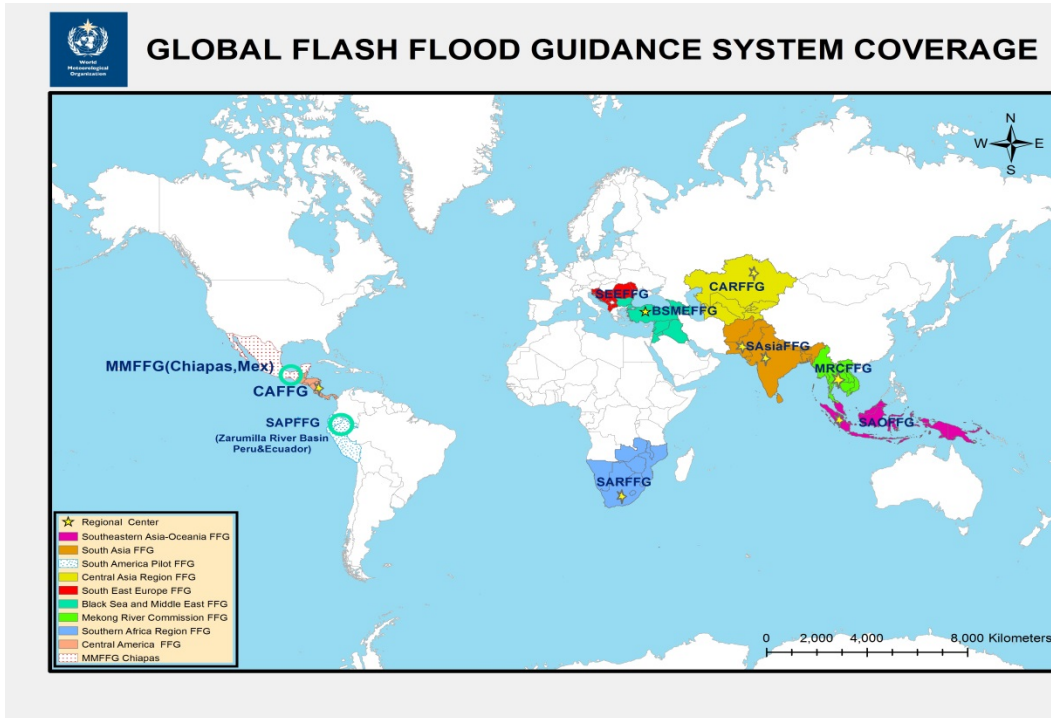 World
Meteorological
Organisation
GLOBAL FLASH FLOOD GUIDANCE SYSTEM COVERAGE
N
W E
S
CARFFG
SEEFFG
BSMEFFG
SAsiaFFG
MRCFFG
MMFFG(Chiapas,Mex)
CAFFG
SAPFFG
(Zarumilla River Basin
Peru&Ecuador)
SAOFFG
SARFFG
Regional Center
Southeastern Asia-Oceania FFG
South Asia FFG
South America Pilot FFG
Central Asia Region FFG
South East Europe FFG
Black Sea and Middle East FFG
Mekong River Commission FFG
Southern Africa Region FFG
Central America FFG
MMFFG Chiapas
0 2,000 4,000 8,000 Kilometers